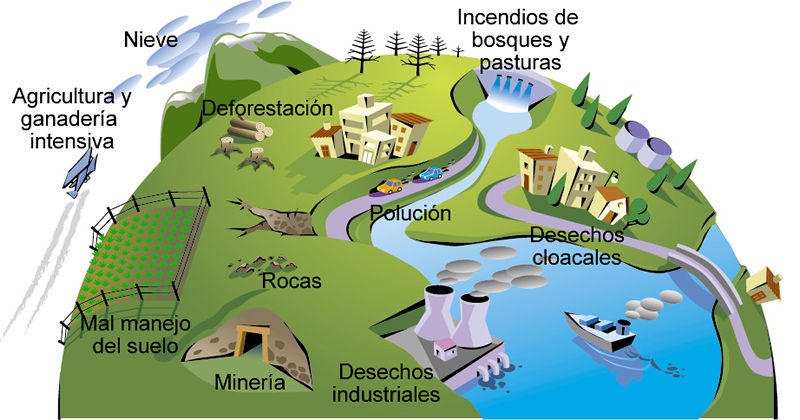 Nieve
Incendios de
bosques y
pasturas
Agricultura y
ganadería
intensiva
Deforestación
Polución
Desechos
cloacales
Rocas
Mal manejo
del suelo
Minería
Desechos
industriales